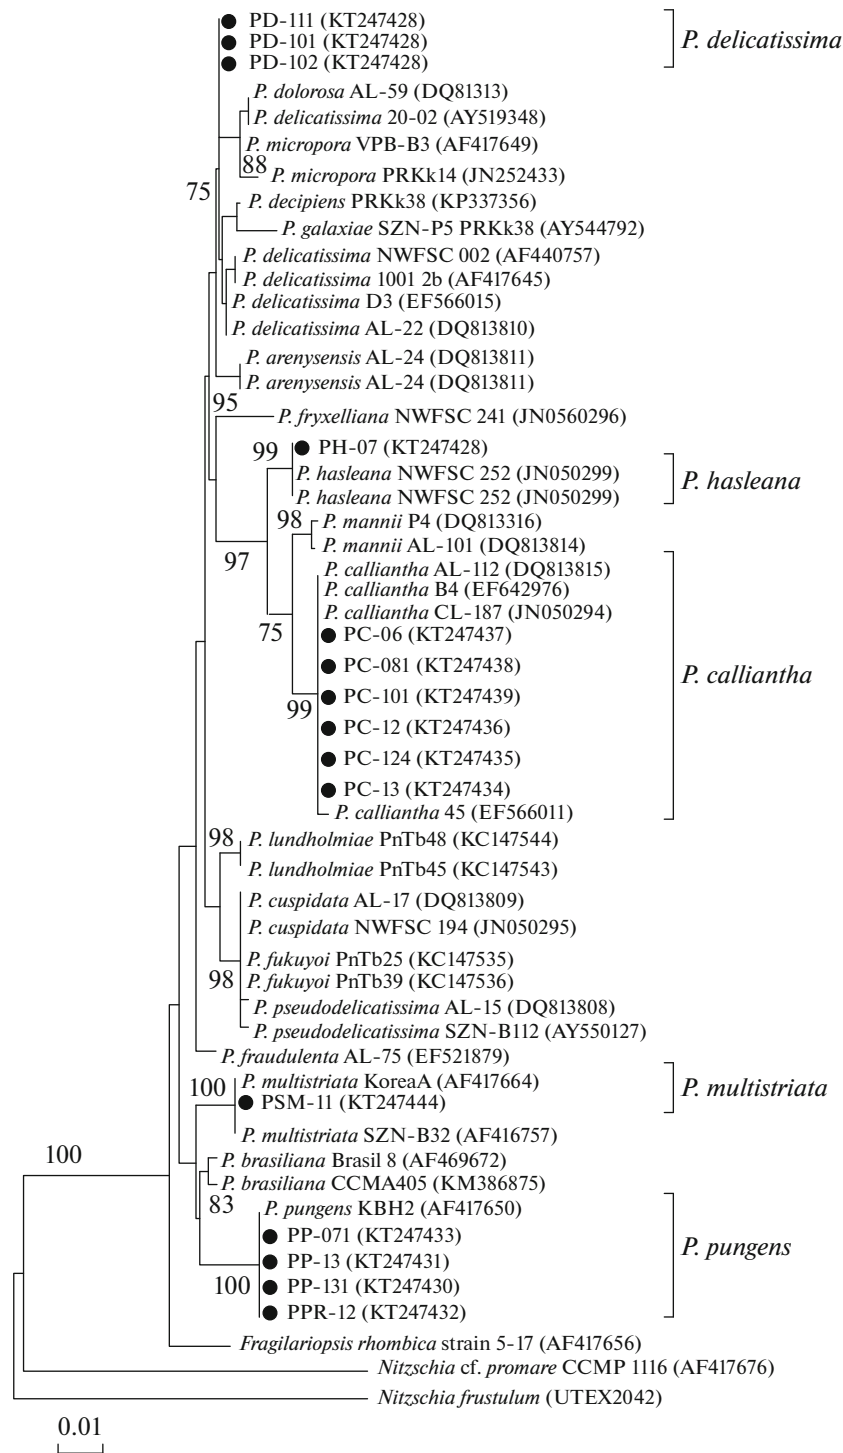 PD-111 (KT247428)
PD-101 (KT247428)
P. delicatissima
PD-102 (KT247428)
P. dolorosa AL-59 (DQ81313)
P. delicatissima 20-02 (AY519348)
P. micropora VPB-B3 (AF417649)
88
P. micropora PRKk14 (JN252433)
75
P. decipiens PRKk38 (KP337356)
P. galaxiae SZN-P5 PRKk38 (AY544792)
P. delicatissima NWFSC 002 (AF440757)
P. delicatissima 1001 2b (AF417645)
P. delicatissima D3 (EF566015)
P. delicatissima AL-22 (DQ813810)
P. arenysensis AL-24 (DQ813811)
P. arenysensis AL-24 (DQ813811)
95
P. fryxelliana NWFSC 241 (JN0560296)
99
PH-07 (KT247428)
P. hasleana NWFSC 252 (JN050299)
P. hasleana
P. hasleana NWFSC 252 (JN050299)
98
P. mannii P4 (DQ813316)
P. mannii AL-101 (DQ813814)
97
P. calliantha AL-112 (DQ813815)
P. calliantha B4 (EF642976)
P. calliantha CL-187 (JN050294)
75
PC-06 (KT247437)
PC-081 (KT247438)
P. calliantha
PC-101 (KT247439)
99
PC-12 (KT247436)
PC-124 (KT247435)
PC-13 (KT247434)
P. calliantha 45 (EF566011)
98
P. lundholmiae PnTb48 (KC147544)
P. lundholmiae PnTb45 (KC147543)
P. cuspidata AL-17 (DQ813809)
P. cuspidata NWFSC 194 (JN050295)
P. fukuyoi PnTb25 (KC147535)
98
P. fukuyoi PnTb39 (KC147536)
P. pseudodelicatissima AL-15 (DQ813808)
P. pseudodelicatissima SZN-B112 (AY550127)
P. fraudulenta AL-75 (EF521879)
100
P. multistriata KoreaA (AF417664)
P. multistriata
PSM-11 (KT247444)
P. multistriata SZN-B32 (AF416757)
100
P. brasiliana Brasil 8 (AF469672)
P. brasiliana CCMA405 (KM386875)
83
P. pungens KBH2 (AF417650)
PP-071 (KT247433)
P. pungens
PP-13 (KT247431)
100
PP-131 (KT247430)
PPR-12 (KT247432)
Fragilariopsis rhombica strain 5-17 (AF417656)
Nitzschia cf. promare CCMP 1116 (AF417676)
Nitzschia frustulum (UTEX2042)
0.01